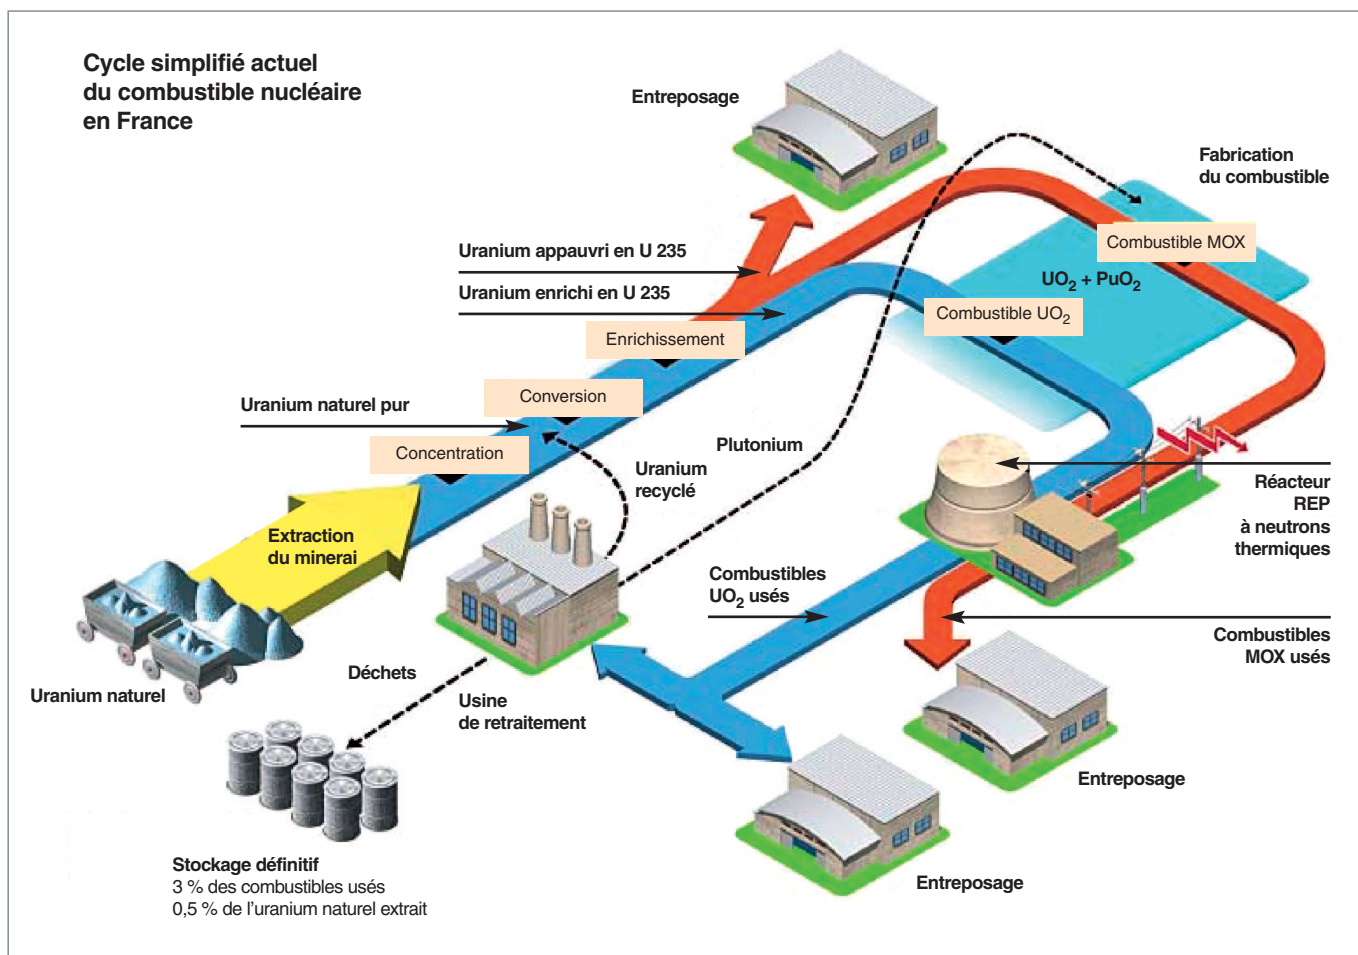 Cycle simplifié actuel
du combustible nucléaire
en France
Entreposage
Fabrication
du combustible
Combustible MOX
Uranium appauvri en U 235
UO₂ + PuO₂
Uranium enrichi en U 235
Combustible UO₂
Enrichissement
Conversion
Uranium naturel pur
Concentration
Plutonium
Uranium
recyclé
Réacteur
REP
à neutrons
thermiques
Extraction
du minerai
Combustibles
UO₂ usés
Combustibles
MOX usés
Déchets
Uranium naturel
Usine
de retraitement
Entreposage
Stockage définitif
3 % des combustibles usés
0,5 % de l'uranium naturel extrait
Entreposage